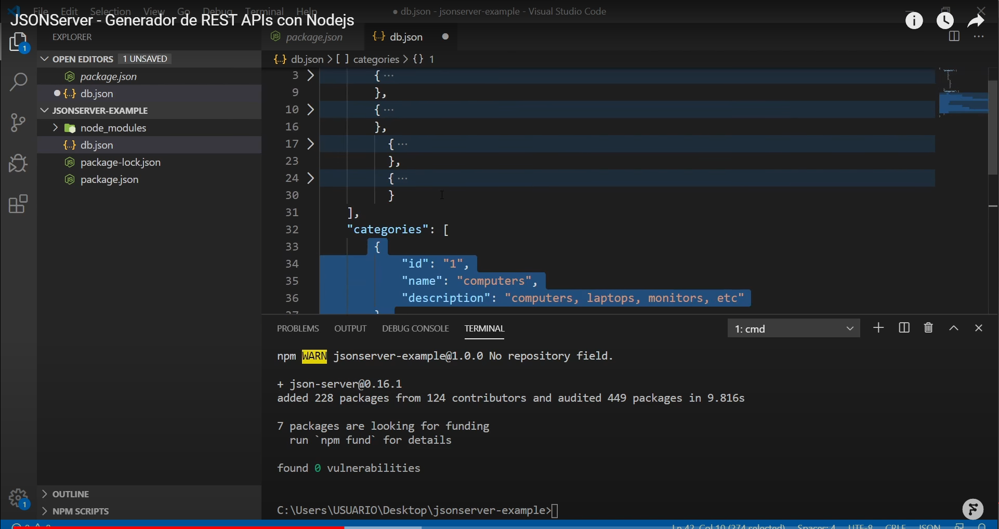 File Edit Selection View Go Debug Terminal Help
● db.json - jsonserver-example - Visual Studio Code
JSONServer - Generador de REST APIs con Nodejs
EXPLORER
package.json
{..} db.json ●
1
OPEN EDITORS 1 UNSAVED
{..} db.json > [ ] categories > {} 1
package.json
● {..} db.json
JSONSERVER-EXAMPLE
node_modules
{..} db.json
package-lock.json
package.json
3 > { ...
9 },
10 > { ...
16 },
17 > { ...
23 },
24 > { ...
30 }
31 ],
32 "categories": [
33 {
34 "id": "1",
35 "name": "computers",
36 "description": "computers, laptops, monitors, etc"
37 }
PROBLEMS OUTPUT DEBUG CONSOLE TERMINAL
1: cmd
npm WARN jsonserver-example@1.0.0 No repository field.
+ json-server@0.16.1
added 228 packages from 124 contributors and audited 449 packages in 9.816s
7 packages are looking for funding
run `npm fund` for details
found 0 vulnerabilities
C:\Users\USUARIO\Desktop\jsonserver-example>
OUTLINE
1
NPM SCRIPTS
Ln 42, Col 10 (274 selected) Spaces: 4 UTF-8 CRLF JSON